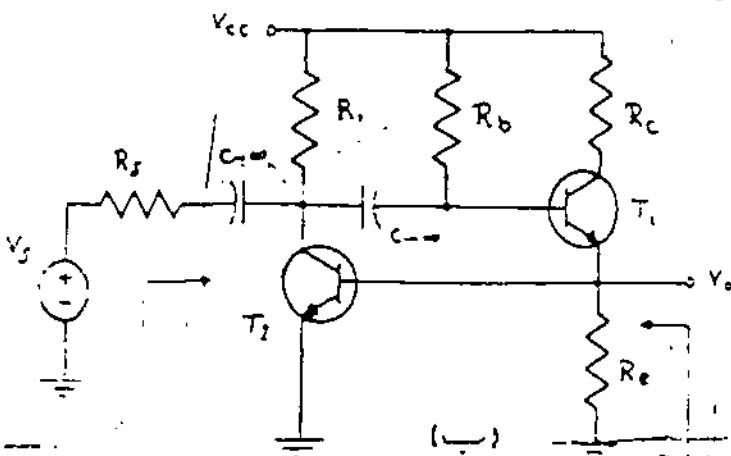 Vcc
R₁
Rb
Rc
Rs
C→∞
C→∞
T₁
Vs
+
-
Vo
T₂
Re
(ب)